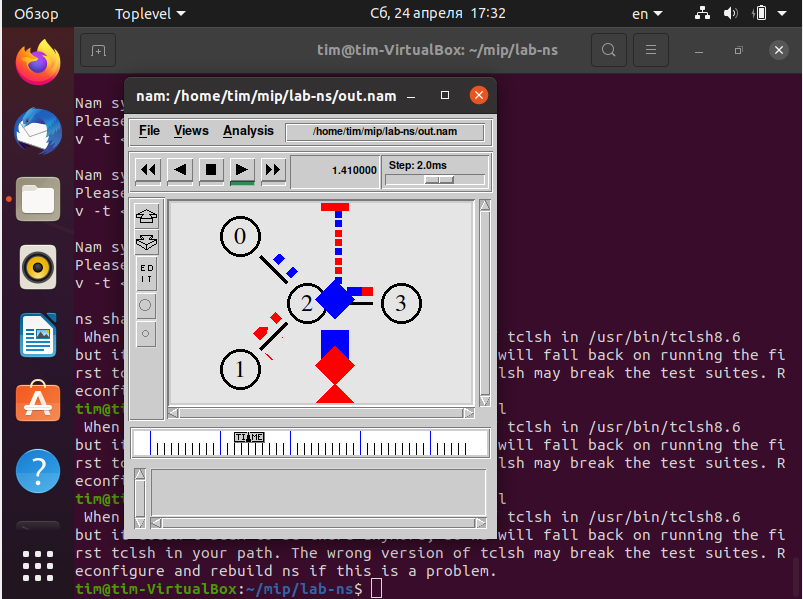 Обзор
Toplevel
Сб, 24 апреля 17:32
en
tim@tim-VirtualBox: ~/mip/lab-ns
Nam sy
Please
v -t <
Nam sy
Please
v -t <
Nam sy
Please
v -t <
nam: /home/tim/mip/lab-ns/out.nam
File Views Analysis /home/tim/mip/lab-ns/out.nam
1.410000
Step: 2.0ms
ED
IT
0
2
3
1
TIME
ns sha
When tclsh in /usr/bin/tclsh8.6
but i will fall back on running the fi
rst tc lsh may break the test suites. R
econfi
tim@t l
When tclsh in /usr/bin/tclsh8.6
but i will fall back on running the fi
rst tc lsh may break the test suites. R
econfi
tim@t l
When tclsh in /usr/bin/tclsh8.6
but i will fall back on running the fi
rst tclsh in your path. The wrong version of tclsh may break the test suites. R
econfigure and rebuild ns if this is a problem.
tim@tim-VirtualBox:~/mip/lab-ns$